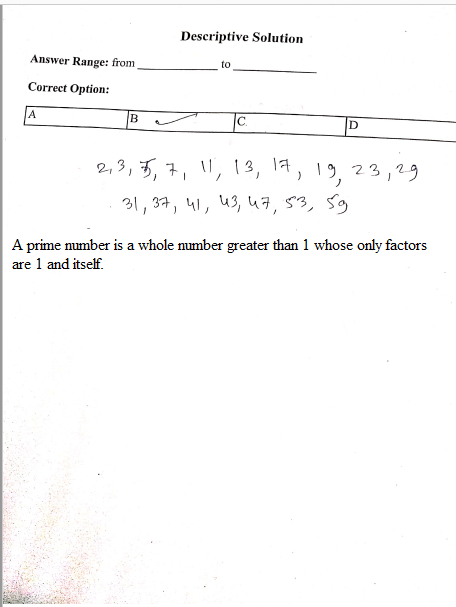 Descriptive Solution
Answer Range: from ____________ to ____________
Correct Option:
A B ✓ C. D
2, 3, 5, 7, 11, 13, 17, 19, 23, 29
31, 37, 41, 43, 47, 53, 59
A prime number is a whole number greater than 1 whose only factors
are 1 and itself.